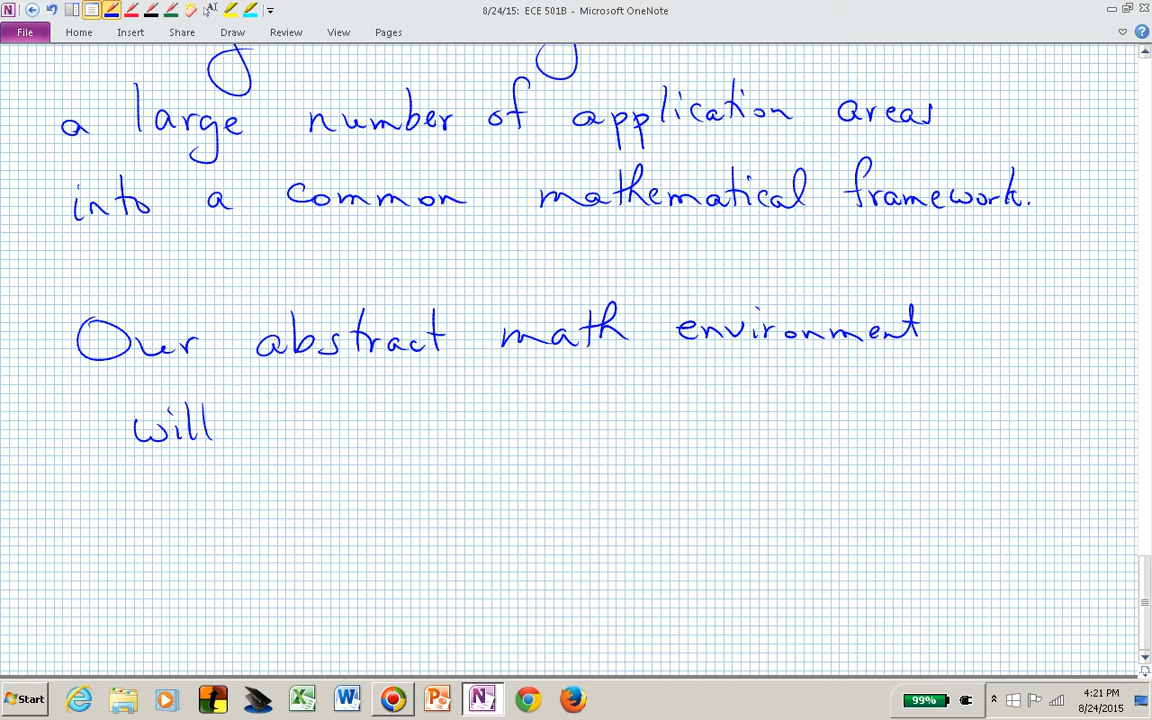 8/24/15: ECE 501B - Microsoft OneNote
File Home Insert Share Draw Review View Pages
a large number of application areas
into a common mathematical framework.
Our abstract math environment
will
Start 99% 4:21 PM
8/24/2015